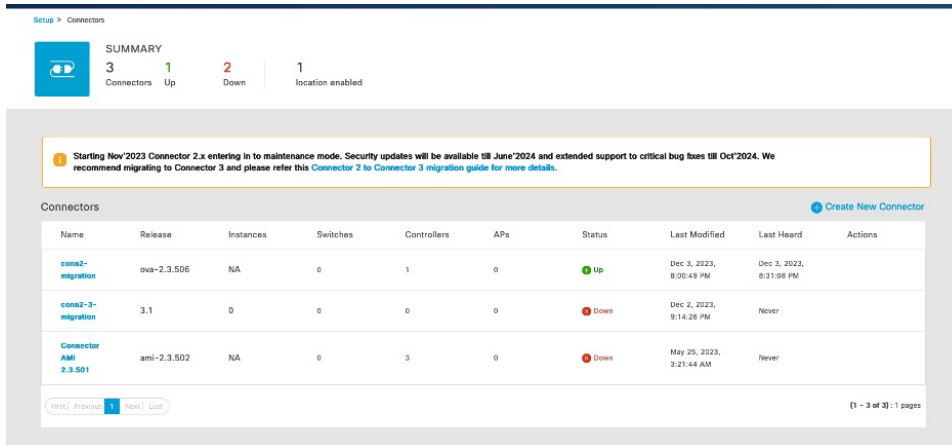 Setup > Connectors
SUMMARY
3 1 2 1
Connectors Up Down location enabled
Starting Nov'2023 Connector 2.x entering in to maintenance mode. Security updates will be available till June'2024 and extended support to critical bug fixes till Oct'2024. We
recommend migrating to Connector 3 and please refer this Connector 2 to Connector 3 migration guide for more details.
Connectors Create New Connector
Name Release Instances Switches Controllers APs Status Last Modified Last Heard Actions
conn2-
migration ova-2.3.506 NA 0 1 0 Up Dec 3, 2023,
8:00:49 PM Dec 3, 2023,
8:31:08 PM
conn2-3-
migration 3.1 0 0 0 0 Down Dec 2, 2023,
9:14:26 PM Never
Connector
AMI
2.3.501 ami-2.3.502 NA 0 3 0 Down May 25, 2023,
3:21:44 AM Never
First Previous 1 Next Last (1 - 3 of 3) : 1 pages